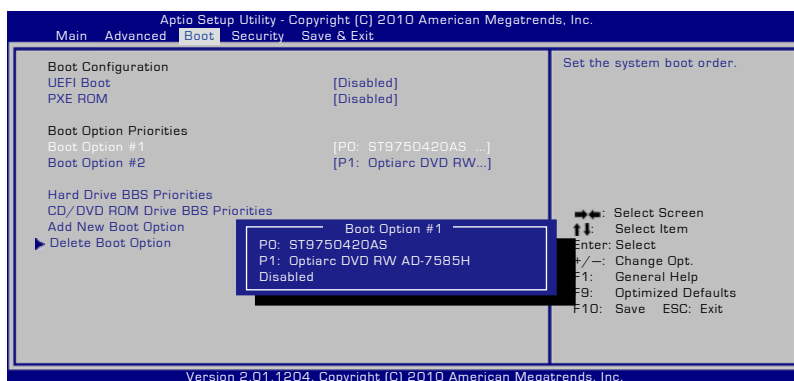 Aptio Setup Utility - Copyright (C) 2010 American Megatrends, Inc.
Main Advanced Boot Security Save & Exit
Boot Configuration
UEFI Boot [Disabled]
PXE ROM [Disabled]
Boot Option Priorities
Boot Option #1 [P0: ST9750420AS ...]
Boot Option #2 [P1: Optiarc DVD RW...]
Hard Drive BBS Priorities
CD/DVD ROM Drive BBS Priorities
Add New Boot Option
Delete Boot Option
Boot Option #1
P0: ST9750420AS
P1: Optiarc DVD RW AD-7585H
Disabled
Set the system boot order.
: Select Screen
: Select Item
Enter: Select
+/—: Change Opt.
F1: General Help
F9: Optimized Defaults
F10: Save ESC: Exit
Version 2.01.1204. Copyright (C) 2010 American Megatrends, Inc.